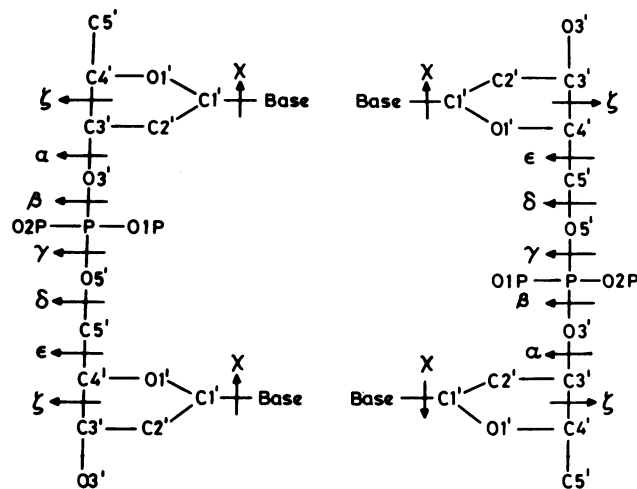 C5'
C4' O1' χ
ζ C1' Base
C3' C2'
α
O3'
β
O2P P O1P
γ
O5'
δ
C5'
ε
C4' O1' χ
ζ C1' Base
C3' C2'
O3'
O3'
χ C2' C3'
Base C1' ζ
O1' C4'
ε
C5'
δ
O5'
γ
O1P P O2P
β
O3'
α
χ C2' C3'
Base C1' ζ
O1' C4'
C5'